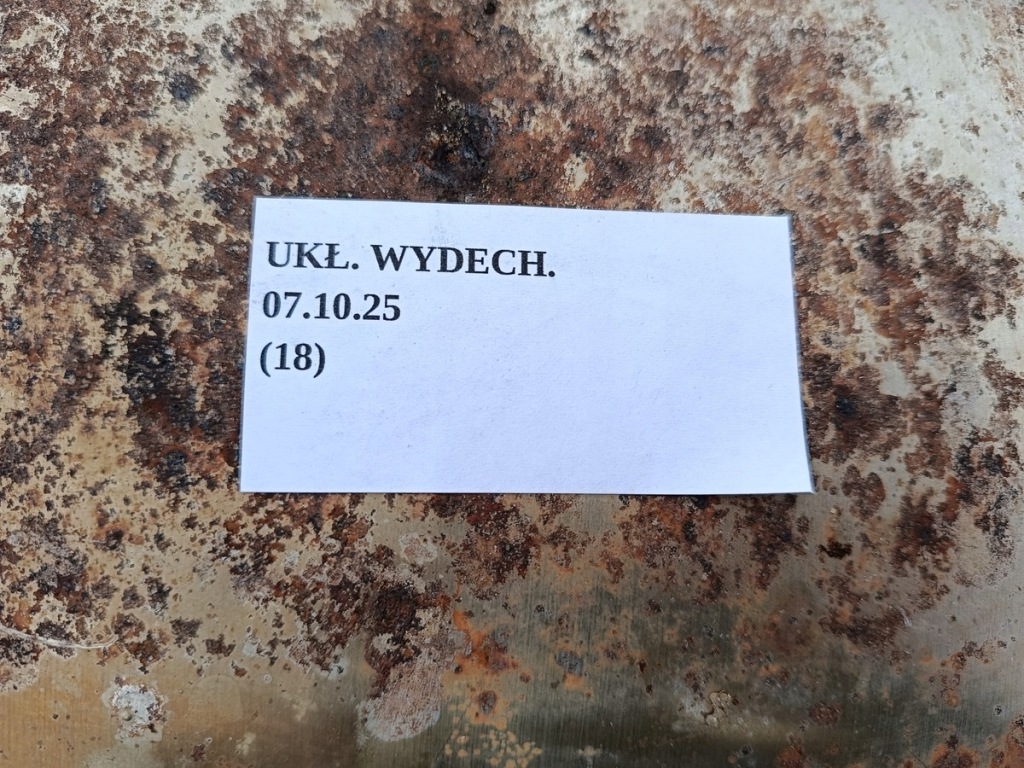 UKŁ. WYDECH.
07.10.25
(18)